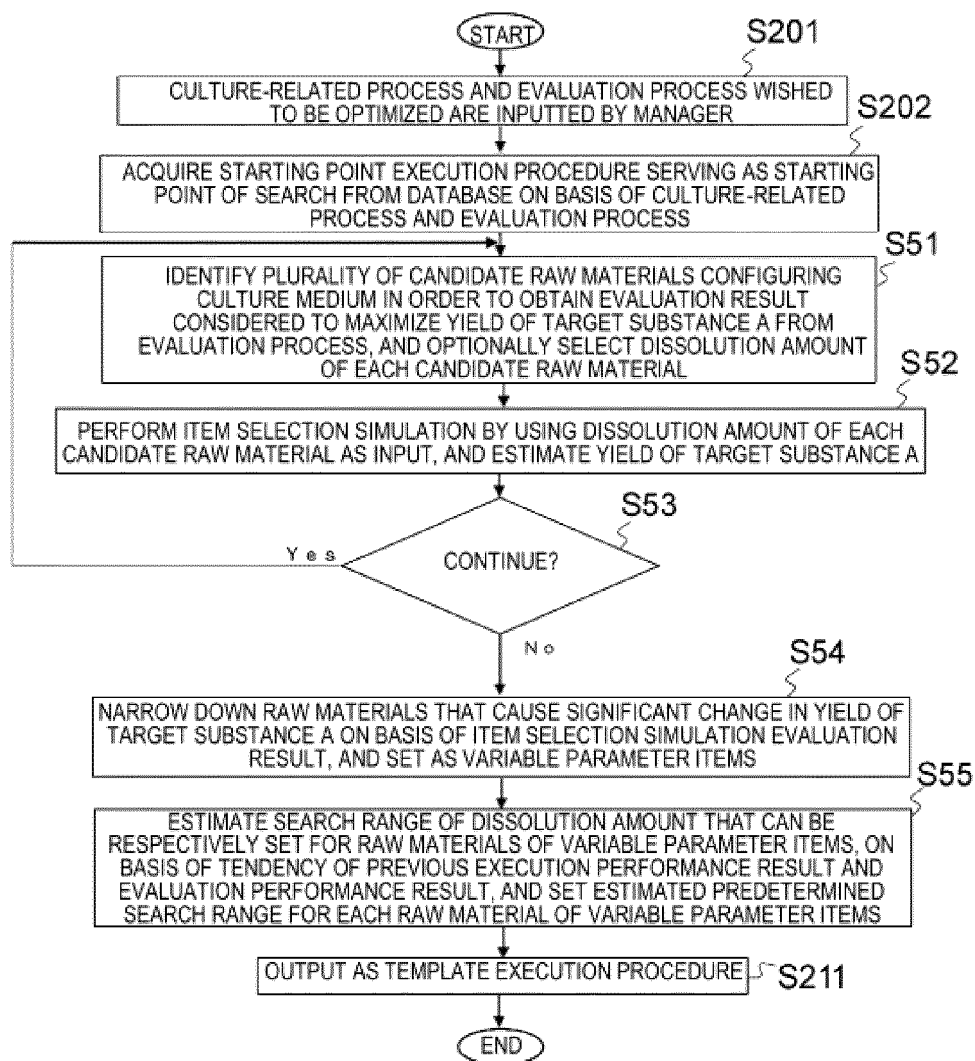 START
S201
CULTURE-RELATED PROCESS AND EVALUATION PROCESS WISHED
TO BE OPTIMIZED ARE INPUTTED BY MANAGER
S202
ACQUIRE STARTING POINT EXECUTION PROCEDURE SERVING AS STARTING
POINT OF SEARCH FROM DATABASE ON BASIS OF CULTURE-RELATED
PROCESS AND EVALUATION PROCESS
S51
IDENTIFY PLURALITY OF CANDIDATE RAW MATERIALS CONFIGURING
CULTURE MEDIUM IN ORDER TO OBTAIN EVALUATION RESULT
CONSIDERED TO MAXIMIZE YIELD OF TARGET SUBSTANCE A FROM
EVALUATION PROCESS, AND OPTIONALLY SELECT DISSOLUTION AMOUNT
OF EACH CANDIDATE RAW MATERIAL
S52
PERFORM ITEM SELECTION SIMULATION BY USING DISSOLUTION AMOUNT OF EACH
CANDIDATE RAW MATERIAL AS INPUT, AND ESTIMATE YIELD OF TARGET SUBSTANCE A
S53
Yes
CONTINUE?
No
S54
NARROW DOWN RAW MATERIALS THAT CAUSE SIGNIFICANT CHANGE IN YIELD OF
TARGET SUBSTANCE A ON BASIS OF ITEM SELECTION SIMULATION EVALUATION
RESULT, AND SET AS VARIABLE PARAMETER ITEMS
S55
ESTIMATE SEARCH RANGE OF DISSOLUTION AMOUNT THAT CAN BE
RESPECTIVELY SET FOR RAW MATERIALS OF VARIABLE PARAMETER ITEMS, ON
BASIS OF TENDENCY OF PREVIOUS EXECUTION PERFORMANCE RESULT AND
EVALUATION PERFORMANCE RESULT, AND SET ESTIMATED PREDETERMINED
SEARCH RANGE FOR EACH RAW MATERIAL OF VARIABLE PARAMETER ITEMS
OUTPUT AS TEMPLATE EXECUTION PROCEDURE
S211
END